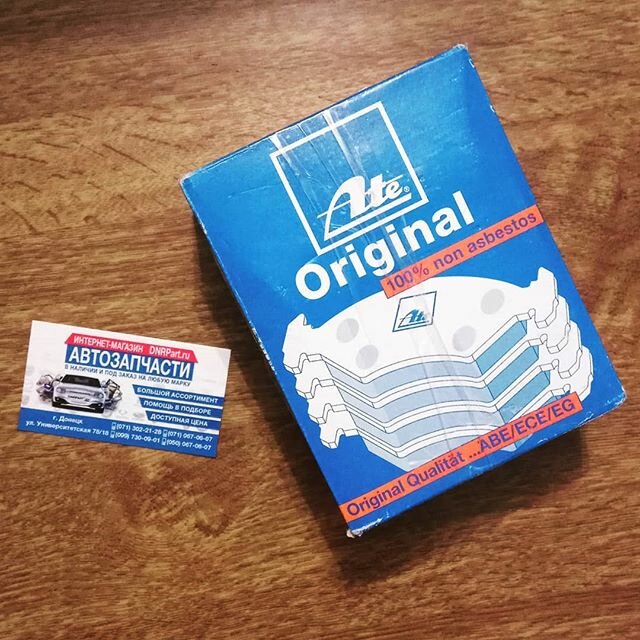 Ate®
Original
100% non asbestos
Ate
Original Qualität ...ABE/ECE/EG
ИНТЕРНЕТ-МАГАЗИН DNRPart.ru
АВТОЗАПЧАСТИ
В НАЛИЧИИ И ПОД ЗАКАЗ НА ЛЮБУЮ МАРКУ
БОЛЬШОЙ АССОРТИМЕНТ
ПОМОЩЬ В ПОДБОРЕ
ДОСТУПНАЯ ЦЕНА
г. Донецк (071) 302-21-28 (071) 067-06-07
ул. Университетская 78/18 (099) 730-09-01 (050) 067-06-07